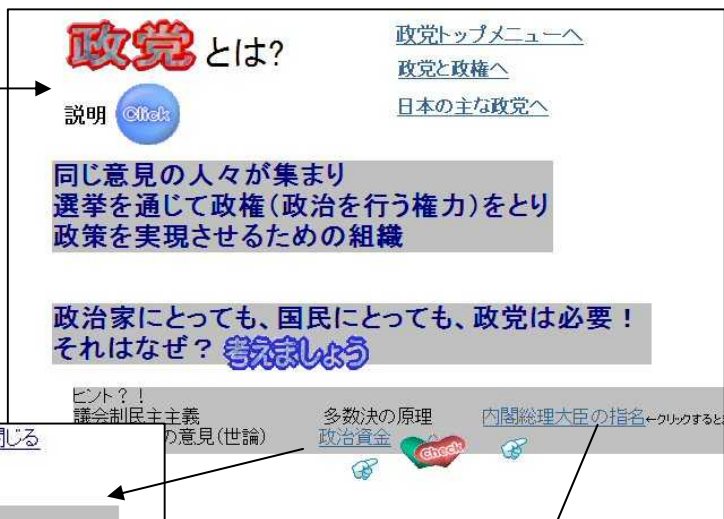 政党とは?
政党トップメニューへ
政党と政権へ
説明 Click
日本の主な政党へ
同じ意見の人々が集まり
選挙を通じて政権(政治を行う権力)をとり
政策を実現させるための組織
政治家にとっても、国民にとっても、政党は必要!
それはなぜ?考えましょう
ヒント?!
議会制民主主義 多数決の原理 内閣総理大臣の指名←クリックすると
の意見(世論) 政治資金 Check
閉じる